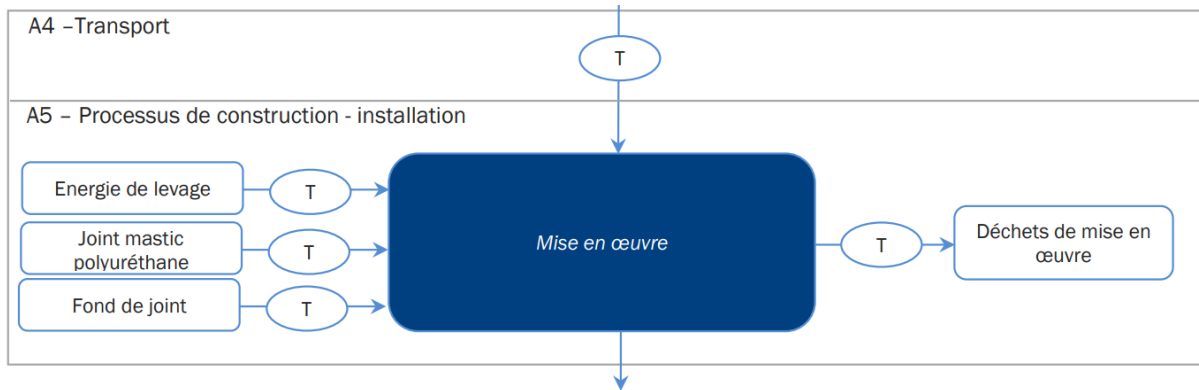 A4 –Transport
T
A5 – Processus de construction - installation
Energie de levage
T
Joint mastic
polyuréthane
T
Fond de joint
T
Mise en œuvre
T
Déchets de mise en
œuvre